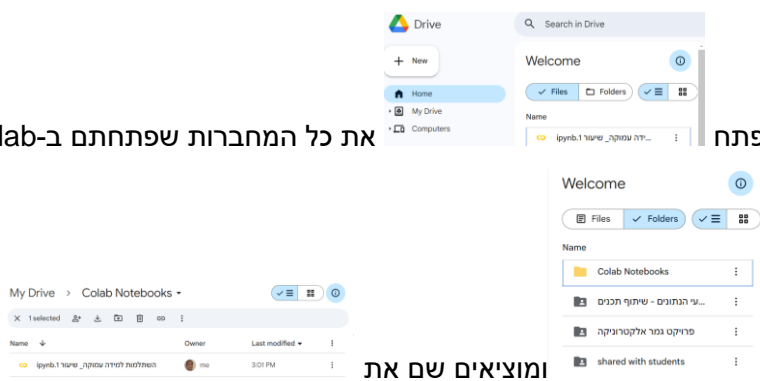 Drive
Search in Drive
+ New
Welcome
Files
Folders
Home
My Drive
Computers
Name
...ידה עמוקה_ שיעור 1.ipynb
פתח
את כל המחברות שפתחתם ב-lab
Welcome
Files
Folders
Name
Colab Notebooks
...עי הנתונים - שיתוף תכנים
פרויקט גמר אלקטרוניקה
shared with students
My Drive > Colab Notebooks
X 1 selected
Name
Owner
Last modified
השתלמות למידה עמוקה_ שיעור 1.ipynb
me
3:01 PM
ומוציאים שם את